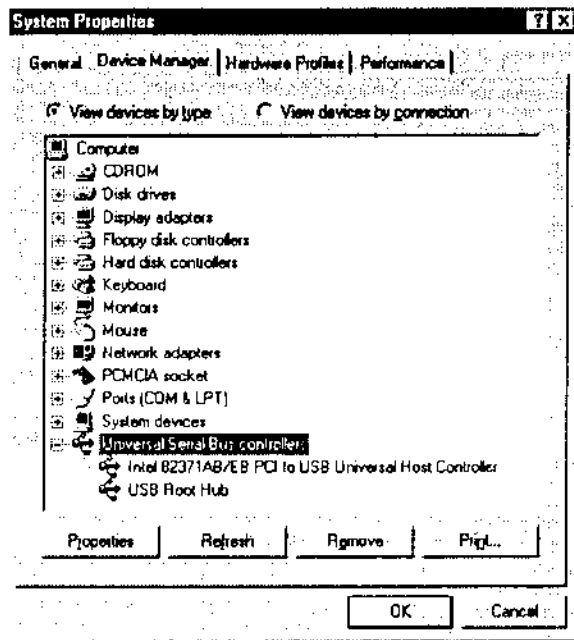 System Properties
General Device Manager Hardware Profiles Performance
View devices by type View devices by connection
Computer
CDROM
Disk drives
Display adapters
Floppy disk controllers
Hard disk controllers
Keyboard
Monitors
Mouse
Network adapters
PCMCIA socket
Ports (COM & LPT)
System devices
Universal Serial Bus controllers
Intel 82371AB/EB PCI to USB Universal Host Controller
USB Root Hub
Properties Refresh Remove Print...
OK Cancel